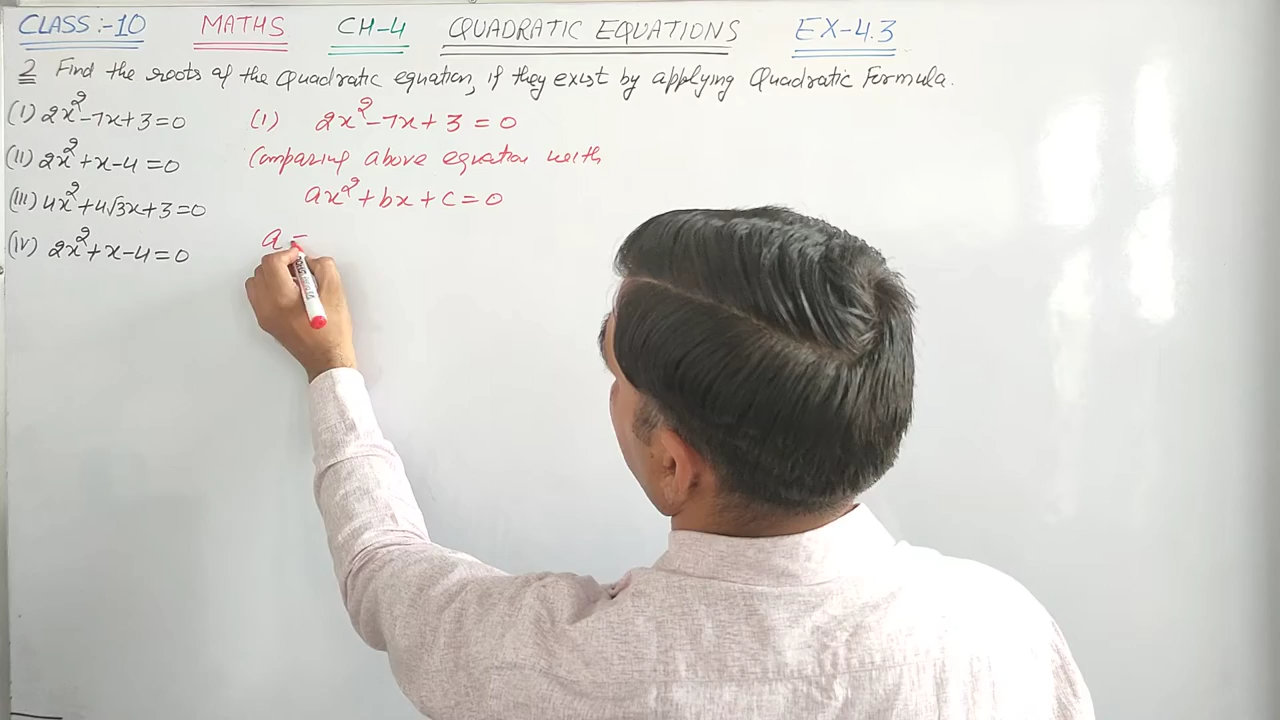 CLASS:-10 MATHS CH-4 QUADRATIC EQUATIONS EX-4.3
2 Find the roots of the Quadratic equation, if they exist by applying Quadratic Formula.
(I) 2x²-7x+3=0
(II) 2x²+x-4=0
(III) 4x²+4√3x+3=0
(IV) 2x²+x-4=0
(I) 2x²-7x+3=0
Comparing above equation with
ax²+bx+c=0
a=